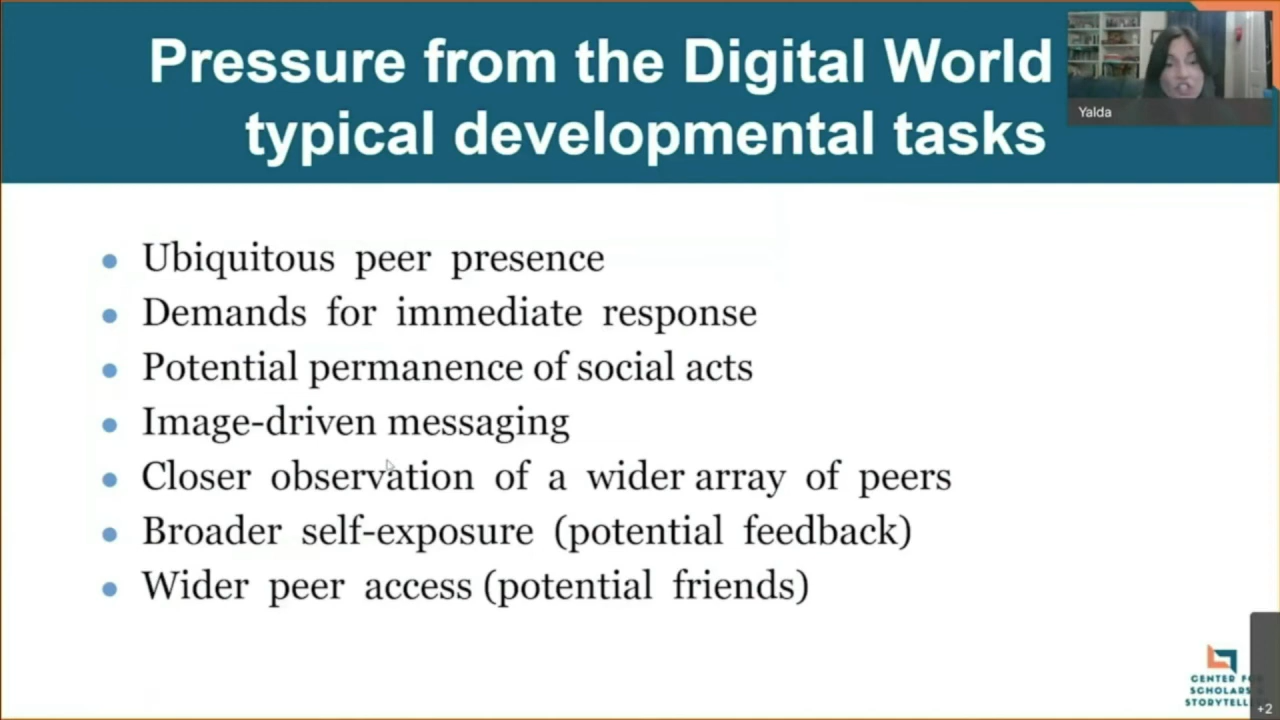 Pressure from the Digital World
typical developmental tasks
Yalda
Ubiquitous peer presence
Demands for immediate response
Potential permanence of social acts
Image-driven messaging
Closer observation of a wider array of peers
Broader self-exposure (potential feedback)
Wider peer access (potential friends)
CENTER
SCHOLARS
STORYTELL
+2